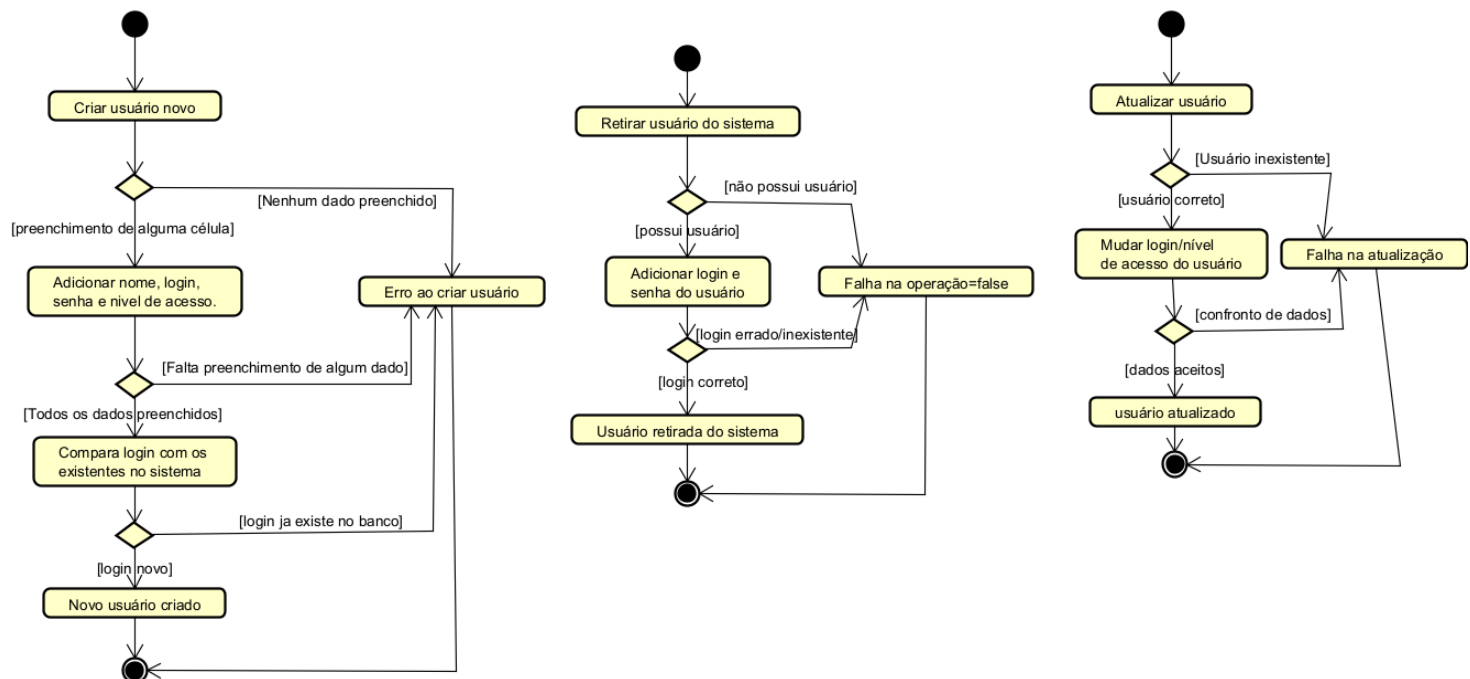 Criar usuário novo
[Nenhum dado preenchido]
[preenchimento de alguma célula]
Adicionar nome, login,
senha e nivel de acesso.
Erro ao criar usuário
[Falta preenchimento de algum dado]
[Todos os dados preenchidos]
Compara login com os
existentes no sistema
[login ja existe no banco]
[login novo]
Novo usuário criado
Retirar usuário do sistema
[não possui usuário]
[possui usuário]
Adicionar login e
senha do usuário
Falha na operação=false
[login errado/inexistente]
[login correto]
Usuário retirada do sistema
Atualizar usuário
[Usuário inexistente]
[usuário correto]
Mudar login/nível
de acesso do usuário
Falha na atualização
[confronto de dados]
[dados aceitos]
usuário atualizado